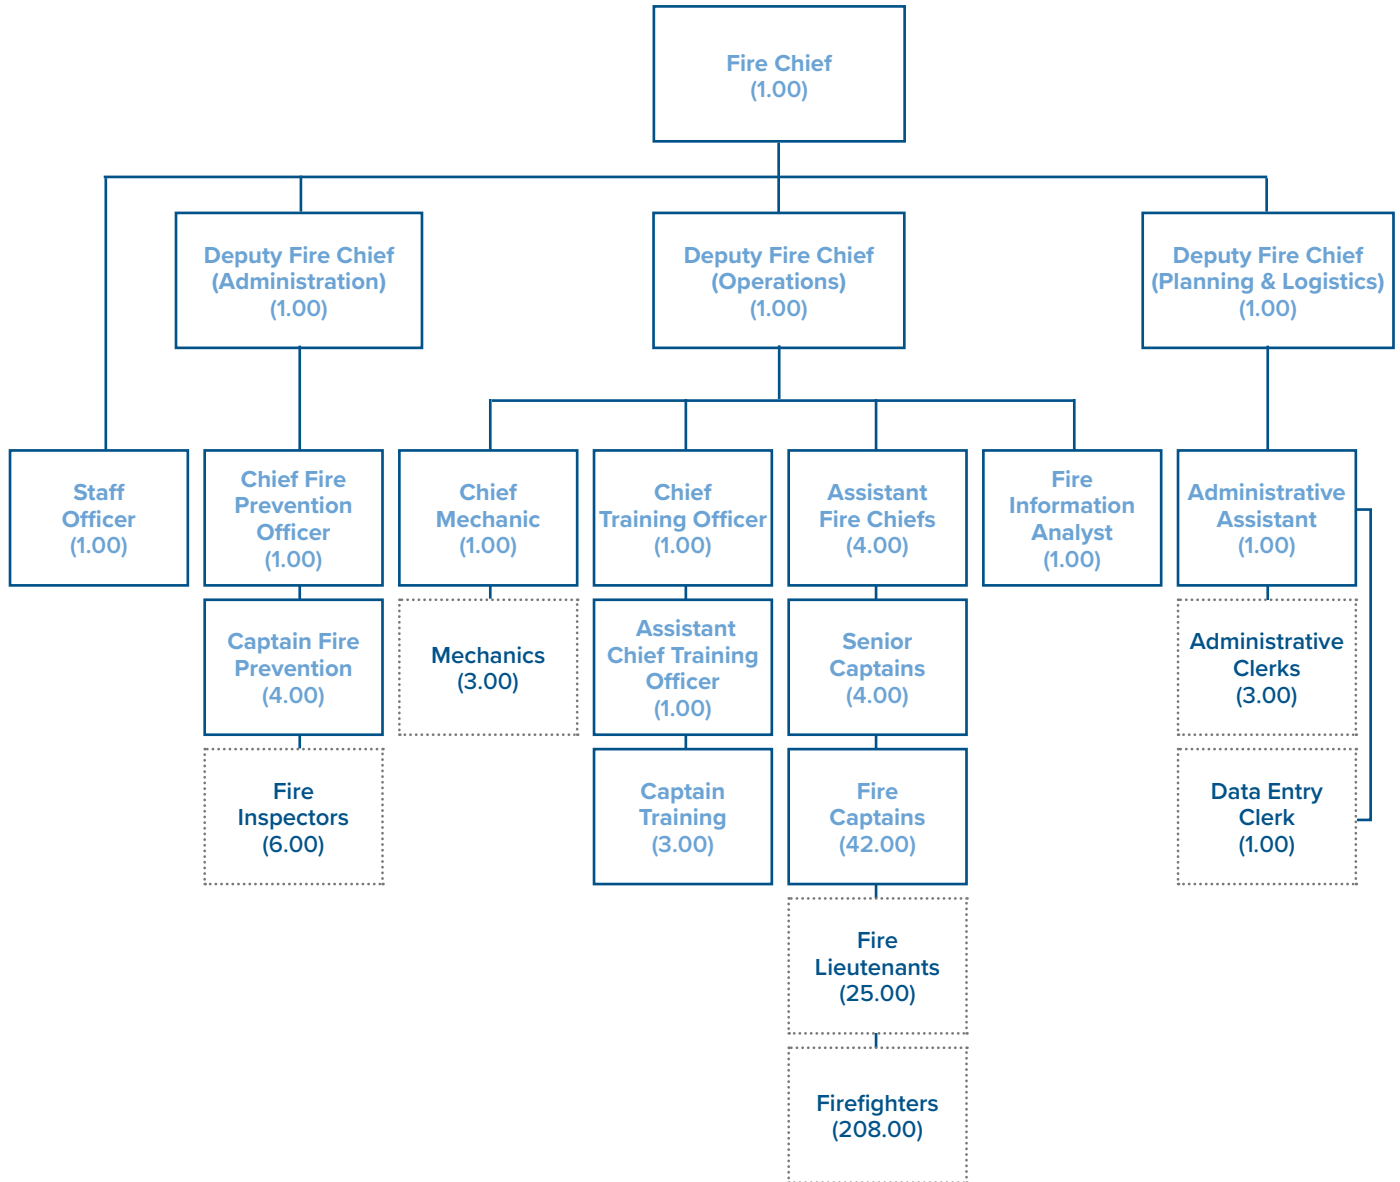 Fire Chief
(1.00)
Deputy Fire Chief
(Administration)
(1.00)
Deputy Fire Chief
(Operations)
(1.00)
Deputy Fire Chief
(Planning & Logistics)
(1.00)
Staff
Officer
(1.00)
Chief Fire
Prevention
Officer
(1.00)
Chief
Mechanic
(1.00)
Chief
Training Officer
(1.00)
Assistant
Fire Chiefs
(4.00)
Fire
Information
Analyst
(1.00)
Administrative
Assistant
(1.00)
Captain Fire
Prevention
(4.00)
Mechanics
(3.00)
Assistant
Chief Training
Officer
(1.00)
Senior
Captains
(4.00)
Administrative
Clerks
(3.00)
Fire
Inspectors
(6.00)
Captain
Training
(3.00)
Fire
Captains
(42.00)
Data Entry
Clerk
(1.00)
Fire
Lieutenants
(25.00)
Firefighters
(208.00)